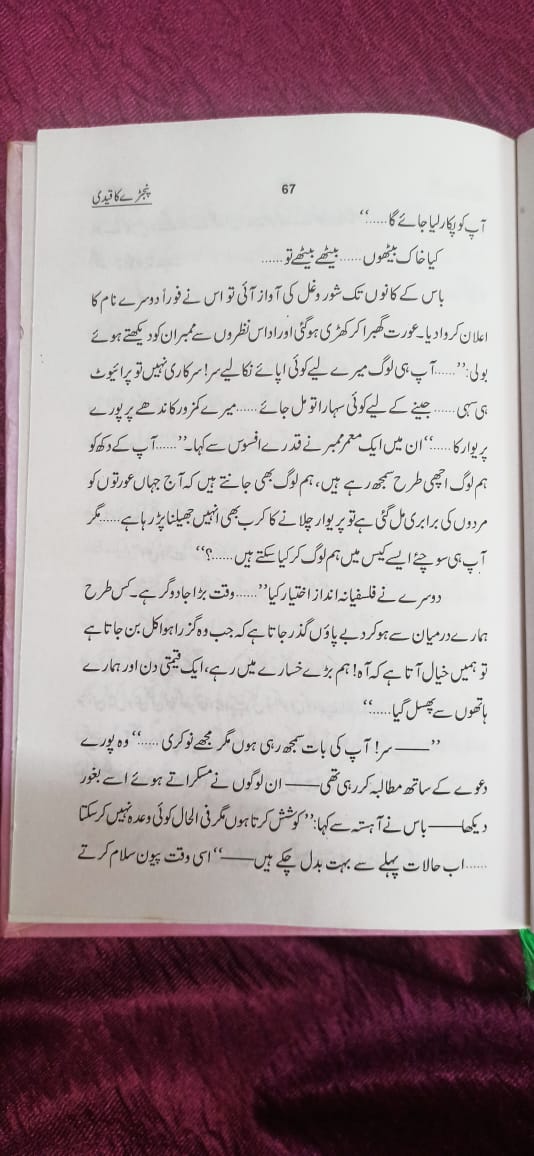 67
پنجڑے کا قیدی
آپ کو پکار لیا جائے گا......‘‘
کیا خاک بیٹھوں......بیٹھے بیٹھے تو......
باس کے کانوں تک شور و غل کی آواز آئی تو اس نے فوراً دوسرے نام کا
اعلان کروا دیا۔ عورت گھبرا کر کھڑی ہوگئی اور اداس نظروں سے ممبران کو دیکھتے ہوئے
بولی:’’......آپ ہی لوگ میرے لیے کوئی اپائے نکالیے سر! سرکاری نہیں تو پرائیوٹ
ہی سہی......جینے کے لیے کوئی سہارا تو مل جائے......میرے کمزور کاندھے پر پورے
پریوار کا......‘‘ ان میں ایک معمر ممبر نے قدرے افسوس سے کہا۔’’......آپ کے دکھ کو
ہم لوگ اچھی طرح سمجھ رہے ہیں، ہم لوگ بھی جانتے ہیں کہ آج جہاں عورتوں کو
مردوں کی برابری مل گئی ہے تو پریوار چلانے کا کرب بھی انہیں جھیلنا پڑ رہا ہے......مگر
آپ ہی سوچئے ایسے کیس میں ہم لوگ کر کیا سکتے ہیں......؟‘‘
دوسرے نے فلسفیانہ انداز اختیار کیا’’......وقت بڑا جادوگر ہے۔ کس طرح
ہمارے درمیان سے ہو کر دبے پاؤں گذر جاتا ہے کہ جب وہ گزرا ہوا کل بن جاتا ہے
تو ہمیں خیال آتا ہے کہ آہ! ہم بڑے خسارے میں رہے، ایک قیمتی دن اور ہمارے
ہاتھوں سے پھسل گیا......‘‘
’’——سر! آپ کی بات سمجھ رہی ہوں مگر مجھے نوکری......‘‘ وہ پورے
دعوے کے ساتھ مطالبہ کر رہی تھی——ان لوگوں نے مسکراتے ہوئے اسے بغور
دیکھا——باس نے آہستہ سے کہا:’’کوشش کرتا ہوں مگر فی الحال کوئی وعدہ نہیں کر سکتا
......اب حالات پہلے سے بہت بدل چکے ہیں——‘‘ اسی وقت پیون سلام کرتے